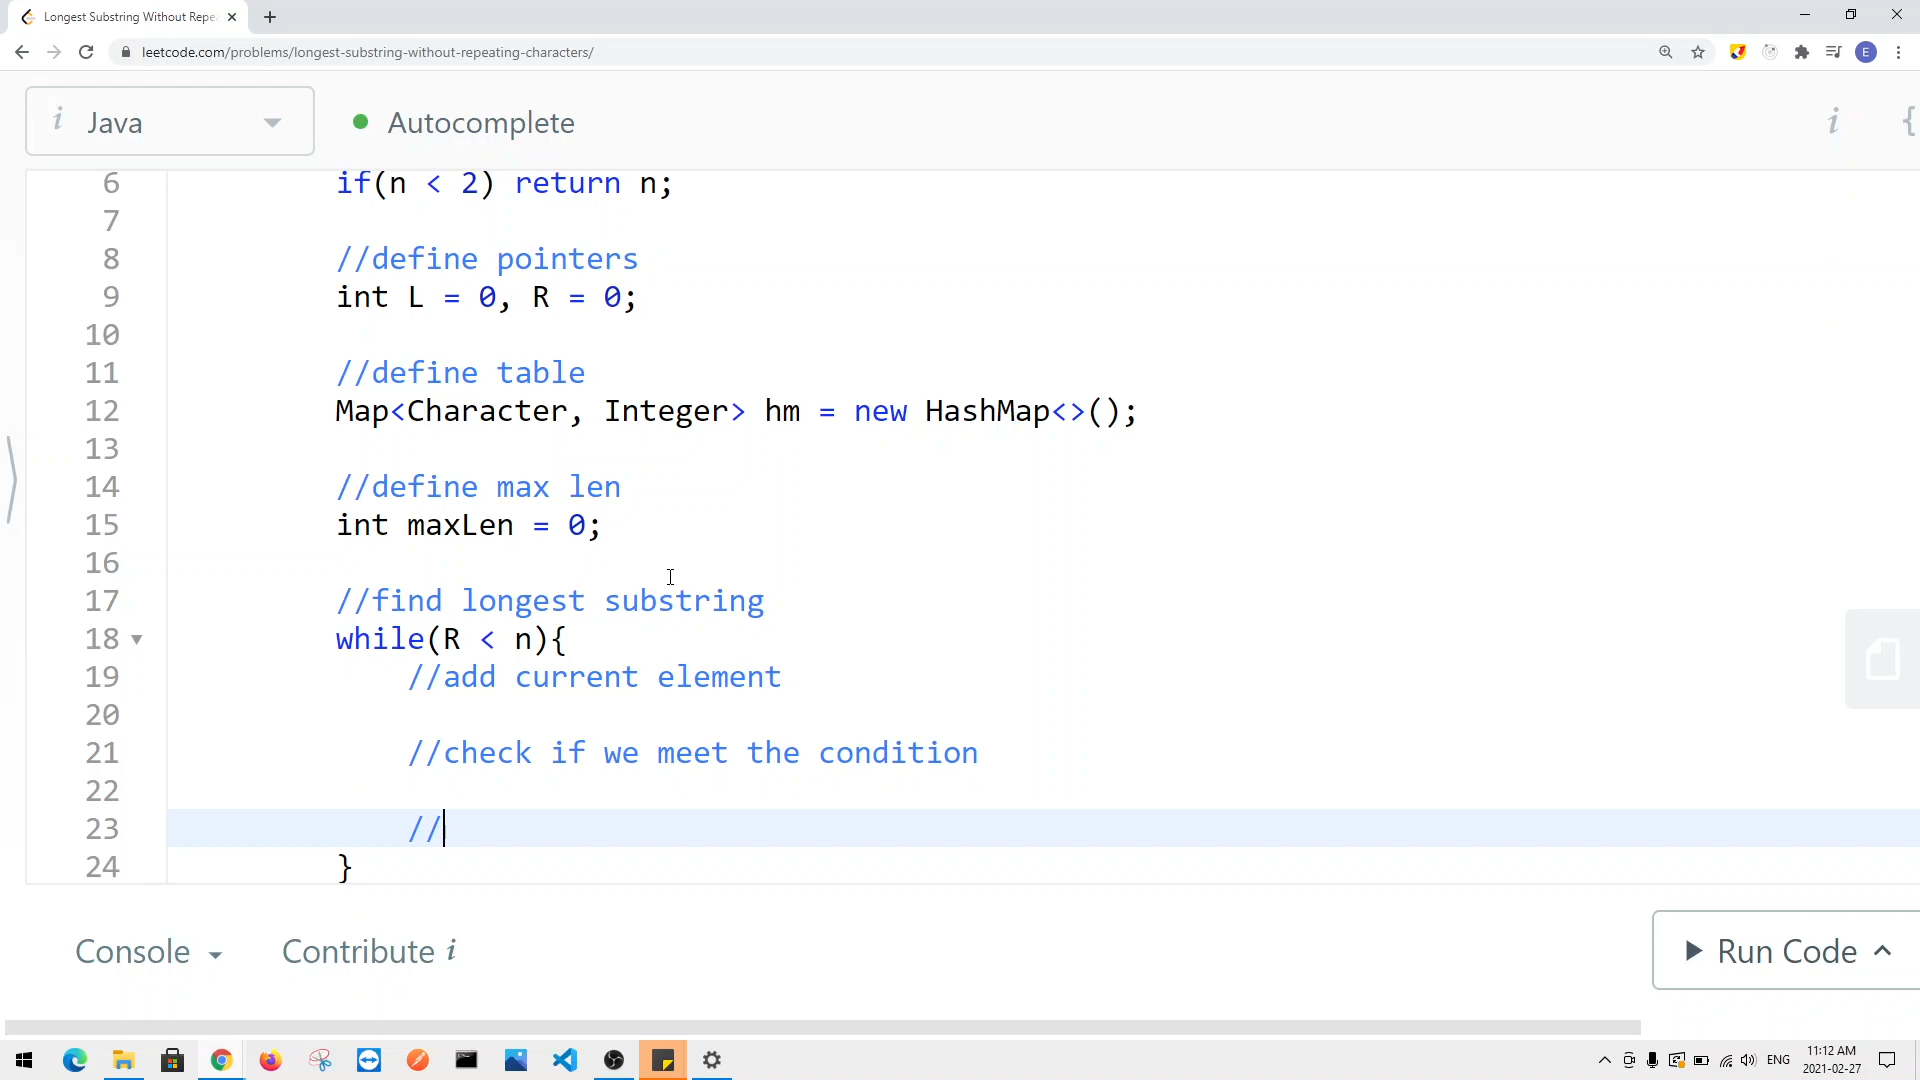 Longest Substring Without Repe
leetcode.com/problems/longest-substring-without-repeating-characters/
E
i Java
Autocomplete
i {
6 if(n < 2) return n;
7
8 //define pointers
9 int L = 0, R = 0;
10
11 //define table
12 Map<Character, Integer> hm = new HashMap<>();
13
14 //define max len
15 int maxLen = 0;
16
17 //find longest substring
18 while(R < n){
19 //add current element
20
21 //check if we meet the condition
22
23 //
24 }
Console
Contribute i
Run Code
ENG
11:12 AM
2021-02-27